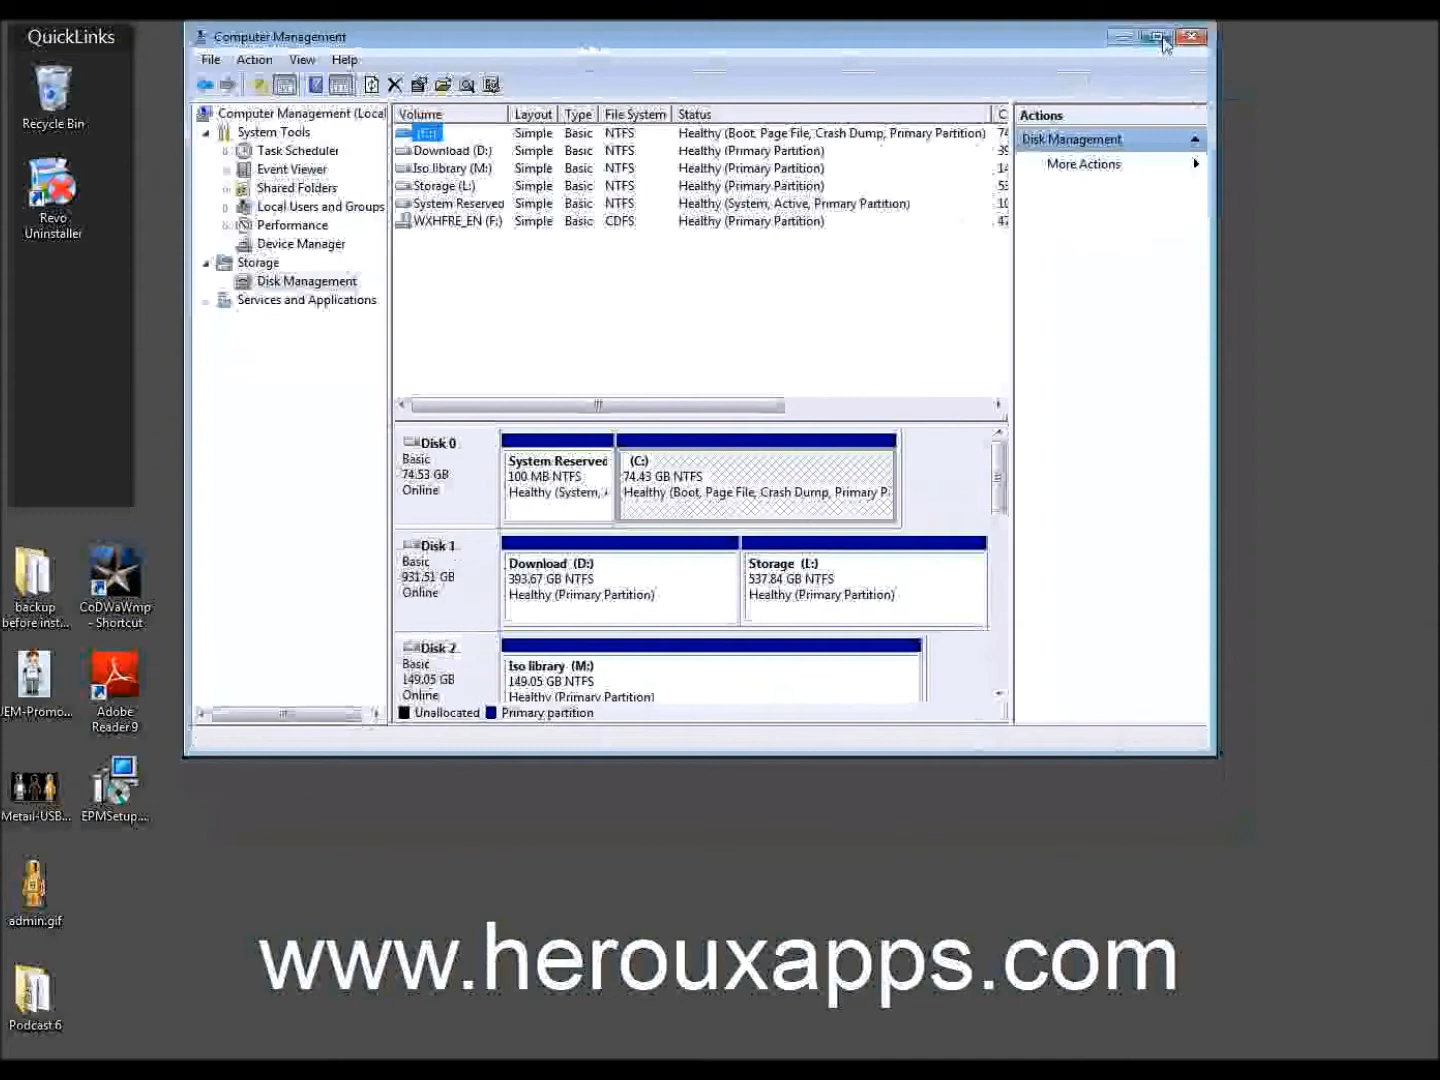 QuickLinks
Recycle Bin
Revo
Uninstaller
backup
before inst...
CoDWaWmp
- Shortcut
JEM-Promo...
Adobe
Reader 9
Metail-USB...
EPMSetup...
admin.gif
Podcast 6
Computer Management
File Action View Help
Computer Management (Local
System Tools
Task Scheduler
Event Viewer
Shared Folders
Local Users and Groups
Performance
Device Manager
Storage
Disk Management
Services and Applications
Volume Layout Type File System Status C
(C:) Simple Basic NTFS Healthy (Boot, Page File, Crash Dump, Primary Partition) 74
Download (D:) Simple Basic NTFS Healthy (Primary Partition) 39
Iso library (M:) Simple Basic NTFS Healthy (Primary Partition) 14
Storage (L:) Simple Basic NTFS Healthy (Primary Partition) 53
System Reserved Simple Basic NTFS Healthy (System, Active, Primary Partition) 10
WXHFRE_EN (F:) Simple Basic CDFS Healthy (Primary Partition) 47
Actions
Disk Management
More Actions
Disk 0
Basic
74.53 GB
Online
System Reserved
100 MB NTFS
Healthy (System, A
(C:)
74.43 GB NTFS
Healthy (Boot, Page File, Crash Dump, Primary P
Disk 1
Basic
931.51 GB
Online
Download (D:)
393.67 GB NTFS
Healthy (Primary Partition)
Storage (L:)
537.84 GB NTFS
Healthy (Primary Partition)
Disk 2
Basic
149.05 GB
Online
Iso library (M:)
149.05 GB NTFS
Healthy (Primary Partition)
Unallocated Primary partition
www.herouxapps.com